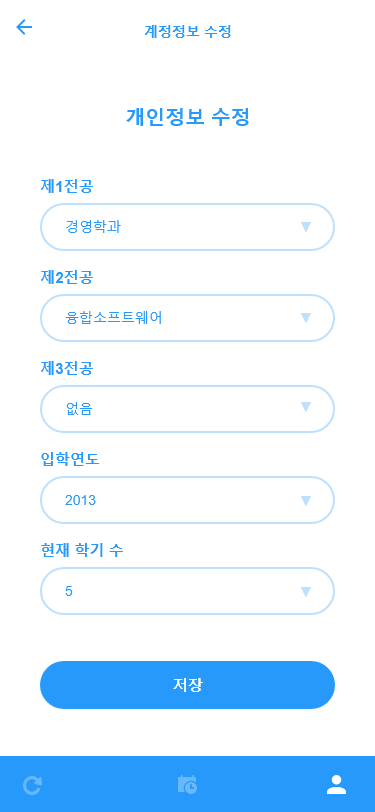 계정정보 수정
개인정보 수정
제1전공
경영학과
제2전공
융합소프트웨어
제3전공
없음
입학연도
2013
현재 학기 수
5
저장